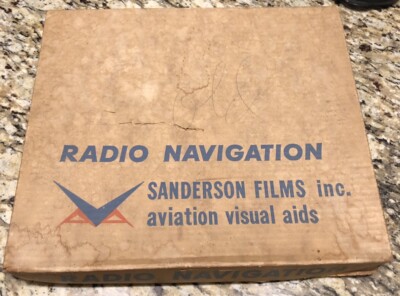 RADIO NAVIGATION
SANDERSON FILMS inc.
aviation visual aids
RADIO NAVIGATION